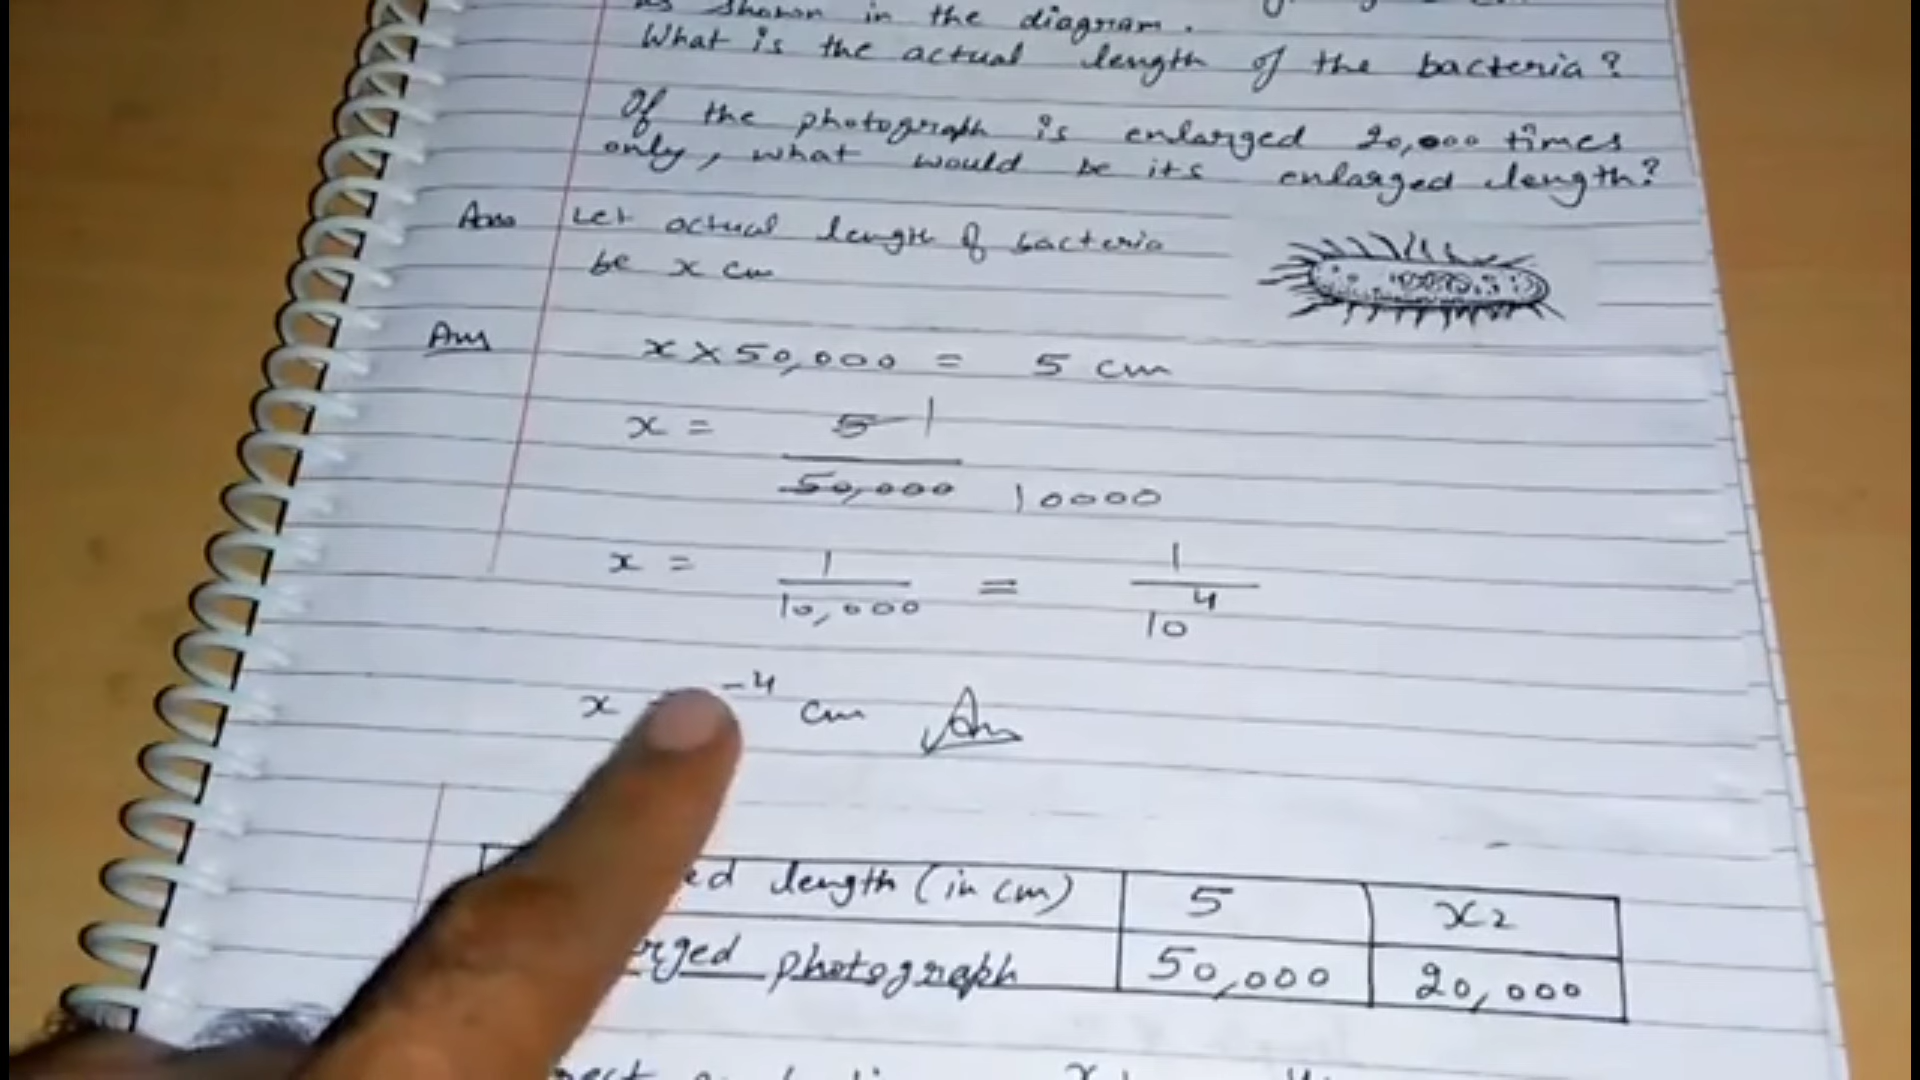 as shown in the diagram.
What is the actual length of the bacteria?
If the photograph is enlarged 20,000 times
only, what would be its enlarged length?
Ans Let actual length of bacteria
be x cm
Ans x × 50,000 = 5 cm
x = 5 1
50,000 10000
x = 1/10,000 = 1/10⁴
x = ⁻⁴ cm Ans
ed length (in cm) 5 x2
rged photograph 50,000 20,000